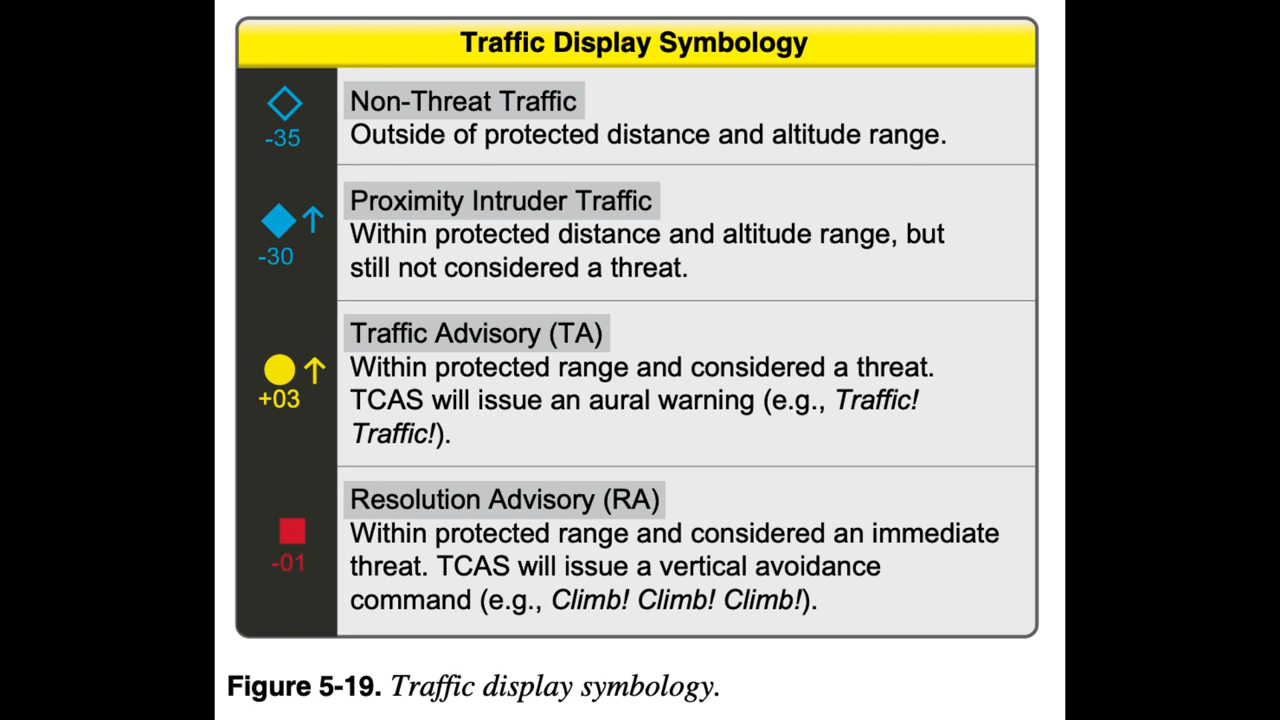 Traffic Display Symbology
-35
Non-Threat Traffic
Outside of protected distance and altitude range.
-30
Proximity Intruder Traffic
Within protected distance and altitude range, but
still not considered a threat.
+03
Traffic Advisory (TA)
Within protected range and considered a threat.
TCAS will issue an aural warning (e.g., Traffic!
Traffic!).
-01
Resolution Advisory (RA)
Within protected range and considered an immediate
threat. TCAS will issue a vertical avoidance
command (e.g., Climb! Climb! Climb!).
Figure 5-19. Traffic display symbology.